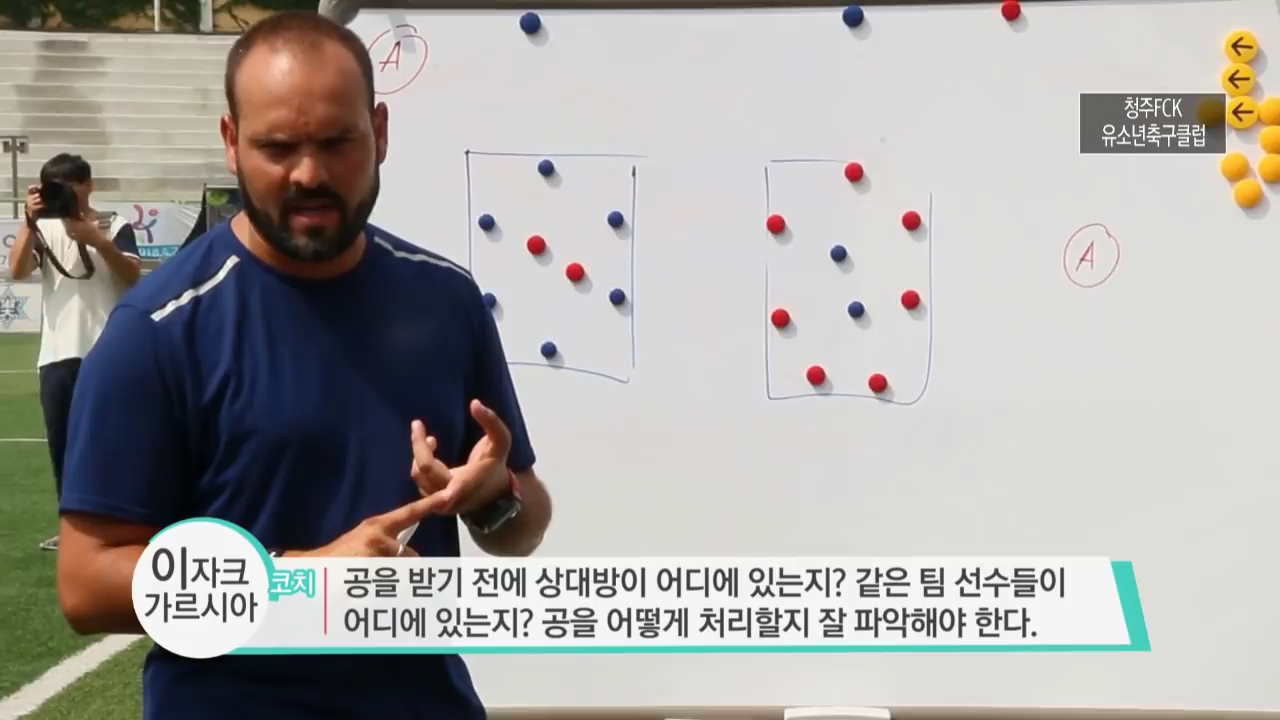 A
청주FCK
유소년축구클럽
A
이자크
가르시아
코치
공을 받기 전에 상대방이 어디에 있는지? 같은 팀 선수들이
어디에 있는지? 공을 어떻게 처리할지 잘 파악해야 한다.